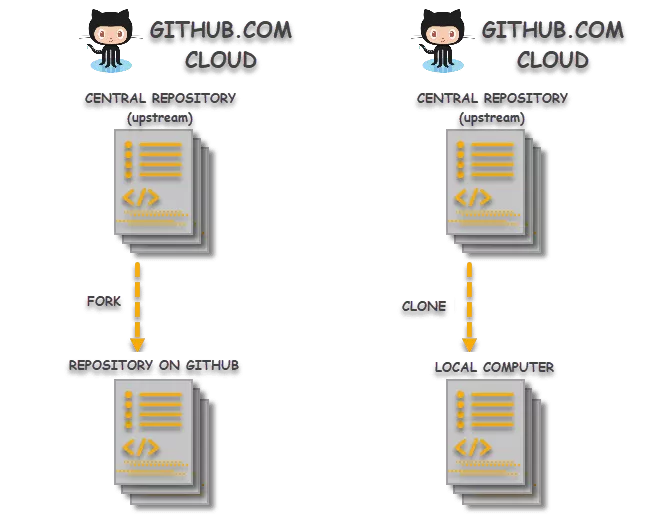 GITHUB.COM
CLOUD
CENTRAL REPOSITORY
(upstream)
</>
FORK
REPOSITORY ON GITHUB
</>
GITHUB.COM
CLOUD
CENTRAL REPOSITORY
(upstream)
</>
CLONE
LOCAL COMPUTER
</>